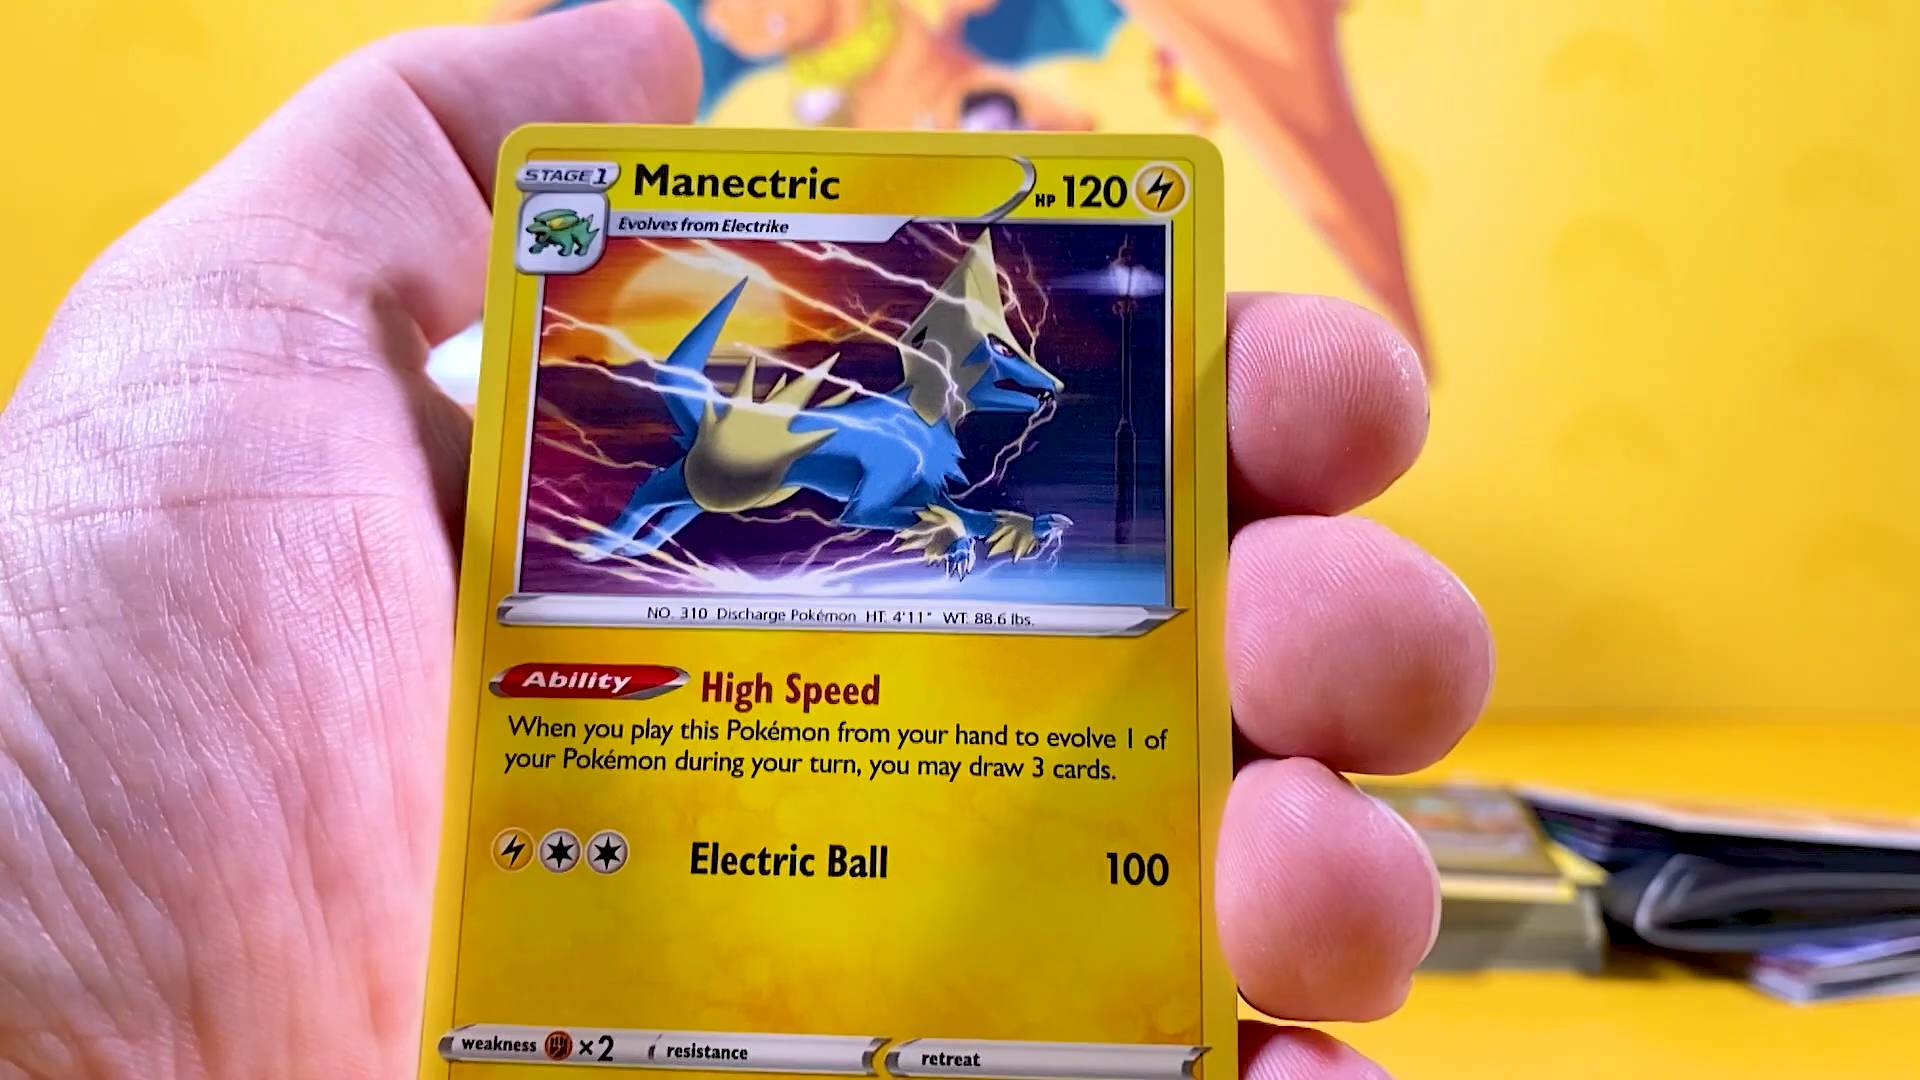 STAGE 1
Manectric
HP 120
Evolves from Electrike
NO. 310 Discharge Pokémon HT. 4'11" WT. 88.6 lbs.
Ability High Speed
When you play this Pokémon from your hand to evolve 1 of
your Pokémon during your turn, you may draw 3 cards.
Electric Ball 100
weakness ×2 resistance retreat